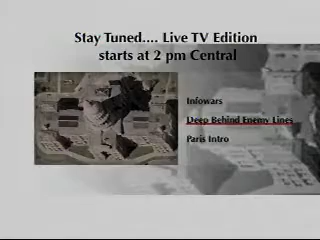 Stay Tuned.... Live TV Edition
starts at 2 pm Central
Infowars
Deep Behind Enemy Lines
Paris Intro